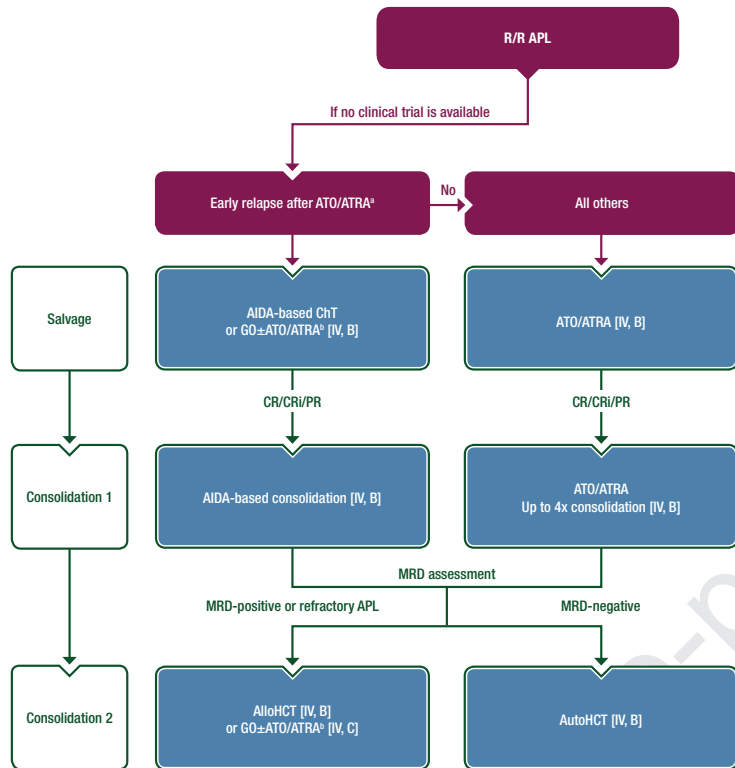 R/R APL
If no clinical trial is available
Early relapse after ATO/ATRAᵃ
No
All others
Salvage
AIDA-based ChT
or GO±ATO/ATRAᵇ [IV, B]
ATO/ATRA [IV, B]
CR/CRi/PR
CR/CRi/PR
Consolidation 1
AIDA-based consolidation [IV, B]
ATO/ATRA
Up to 4x consolidation [IV, B]
MRD assessment
MRD-positive or refractory APL
MRD-negative
Consolidation 2
AlloHCT [IV, B]
or GO±ATO/ATRAᵇ [IV, C]
AutoHCT [IV, B]